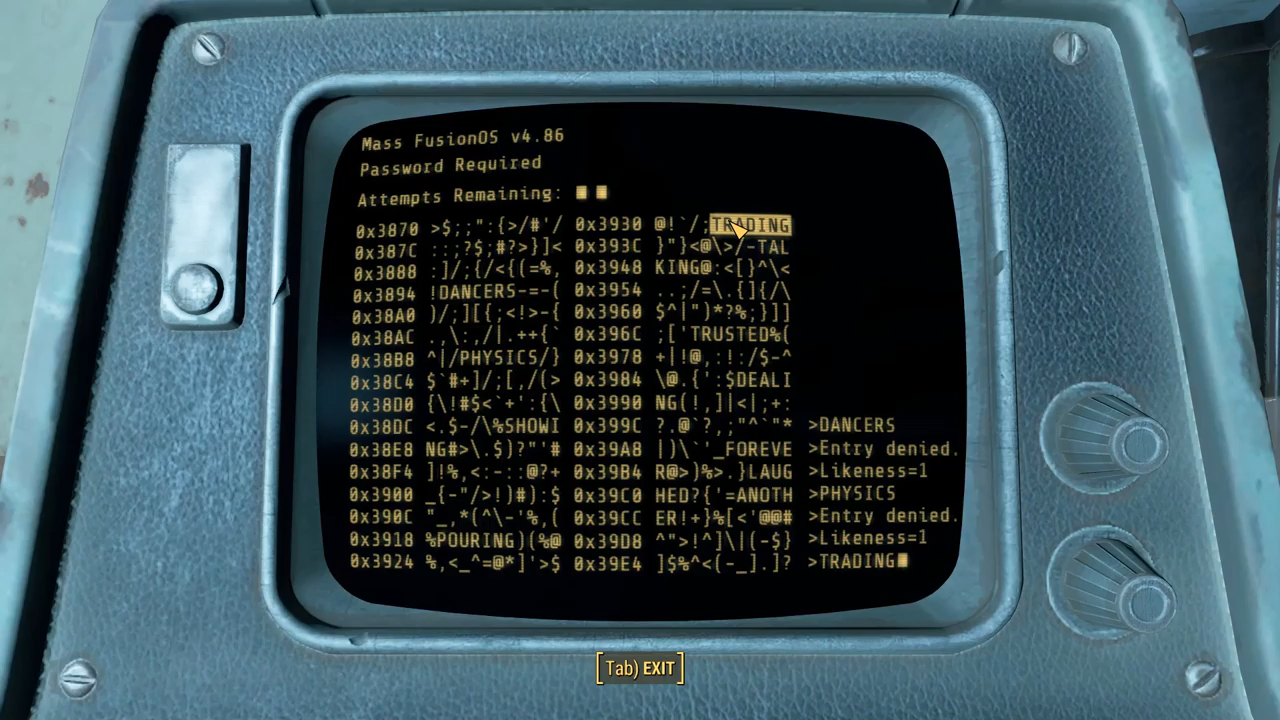 Mass FusionOS v4.86
Password Required
Attempts Remaining: ■ ■
0x3870 >$;;":{>/#'/ 0x3930 @!`/;TRADING
0x387C ::;?$;#?>}]< 0x393C }"}<@\>/-TAL
0x3888 :]/;{/<{(=%, 0x3948 KING@:<[}^\<
0x3894 !DANCERS-=-( 0x3954 ..;/=\.{]{/\
0x38A0 )/;][{;<!>-{ 0x3960 $^|")*?%;}]]
0x38AC .,\:,/|.++{` 0x396C ;['TRUSTED%(
0x38B8 ^|/PHYSICS/} 0x3978 +|!@,:!:/$-^
0x38C4 $`#+]/;[,/(> 0x3984 \@.{':$DEALI
0x38D0 {\!#$<`+':{\ 0x3990 NG(!,]|<|;+:
0x38DC <.$-/\%SHOWI 0x399C ?.@`?,;"^`"* >DANCERS
0x38E8 NG#>\.$)?"'# 0x39A8 |)\`'_FOREVE >Entry denied.
0x38F4 ]!%,<:-::@?+ 0x39B4 R@>)%>.}LAUG >Likeness=1
0x3900 _{-"/>!)#):$ 0x39C0 HED?{'=ANOTH >PHYSICS
0x390C "_,*(^\-'%,( 0x39CC ER!+}%[<'@@# >Entry denied.
0x3918 %POURING)(%@ 0x39D8 ^">!^]\|(-$} >Likeness=1
0x3924 %,<_^=@*]'>$ 0x39E4 ]$%^<(-_].]? >TRADING■
[Tab) EXIT]